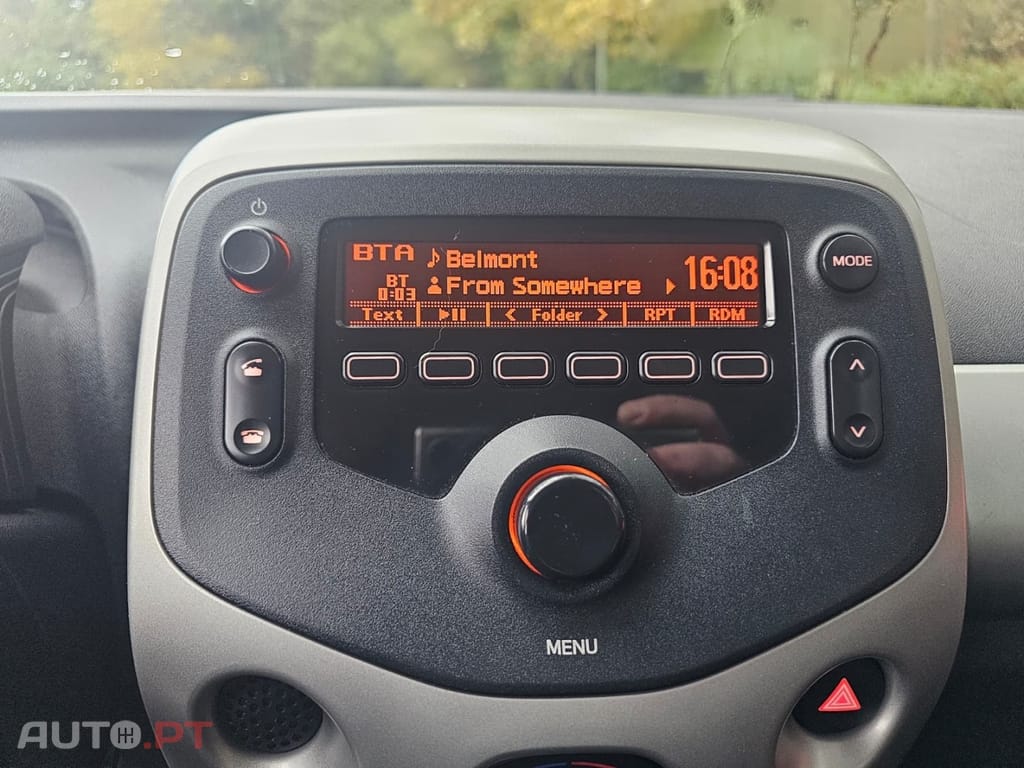 BTA ♪Belmont
BT From Somewhere 16:08
0:03
Text ▶❚❚ < Folder > RPT RDM
MODE
MENU
AUTO.PT